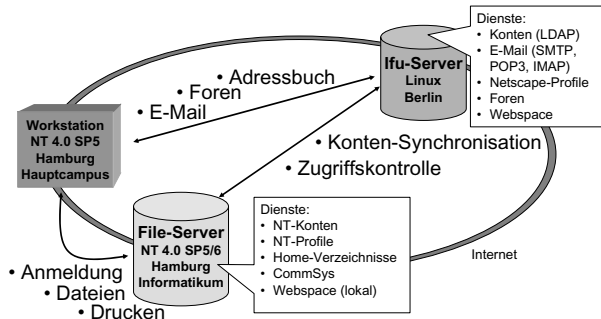 Dienste:
• Konten (LDAP)
• E-Mail (SMTP,
POP3, IMAP)
• Netscape-Profile
• Foren
• Webspace
Ifu-Server
Linux
Berlin
• Adressbuch
• Foren
• E-Mail
Workstation
NT 4.0 SP5
Hamburg
Hauptcampus
• Konten-Synchronisation
• Zugriffskontrolle
File-Server
NT 4.0 SP5/6
Hamburg
Informatikum
Dienste:
• NT-Konten
• NT-Profile
• Home-Verzeichnisse
• CommSys
• Webspace (lokal)
Internet
• Anmeldung
• Dateien
• Drucken